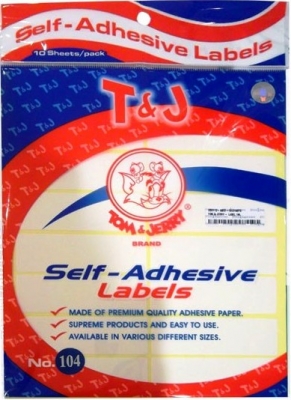 Self-Adhesive Labels
10 Sheets/pack
T&J
TOM & JERRY
BRAND
Self-Adhesive
Labels
MADE OF PREMIUM QUALITY ADHESIVE PAPER.
SUPREME PRODUCTS AND EASY TO USE.
AVAILABLE IN VARIOUS DIFFERENT SIZES.
No. 104
T&J